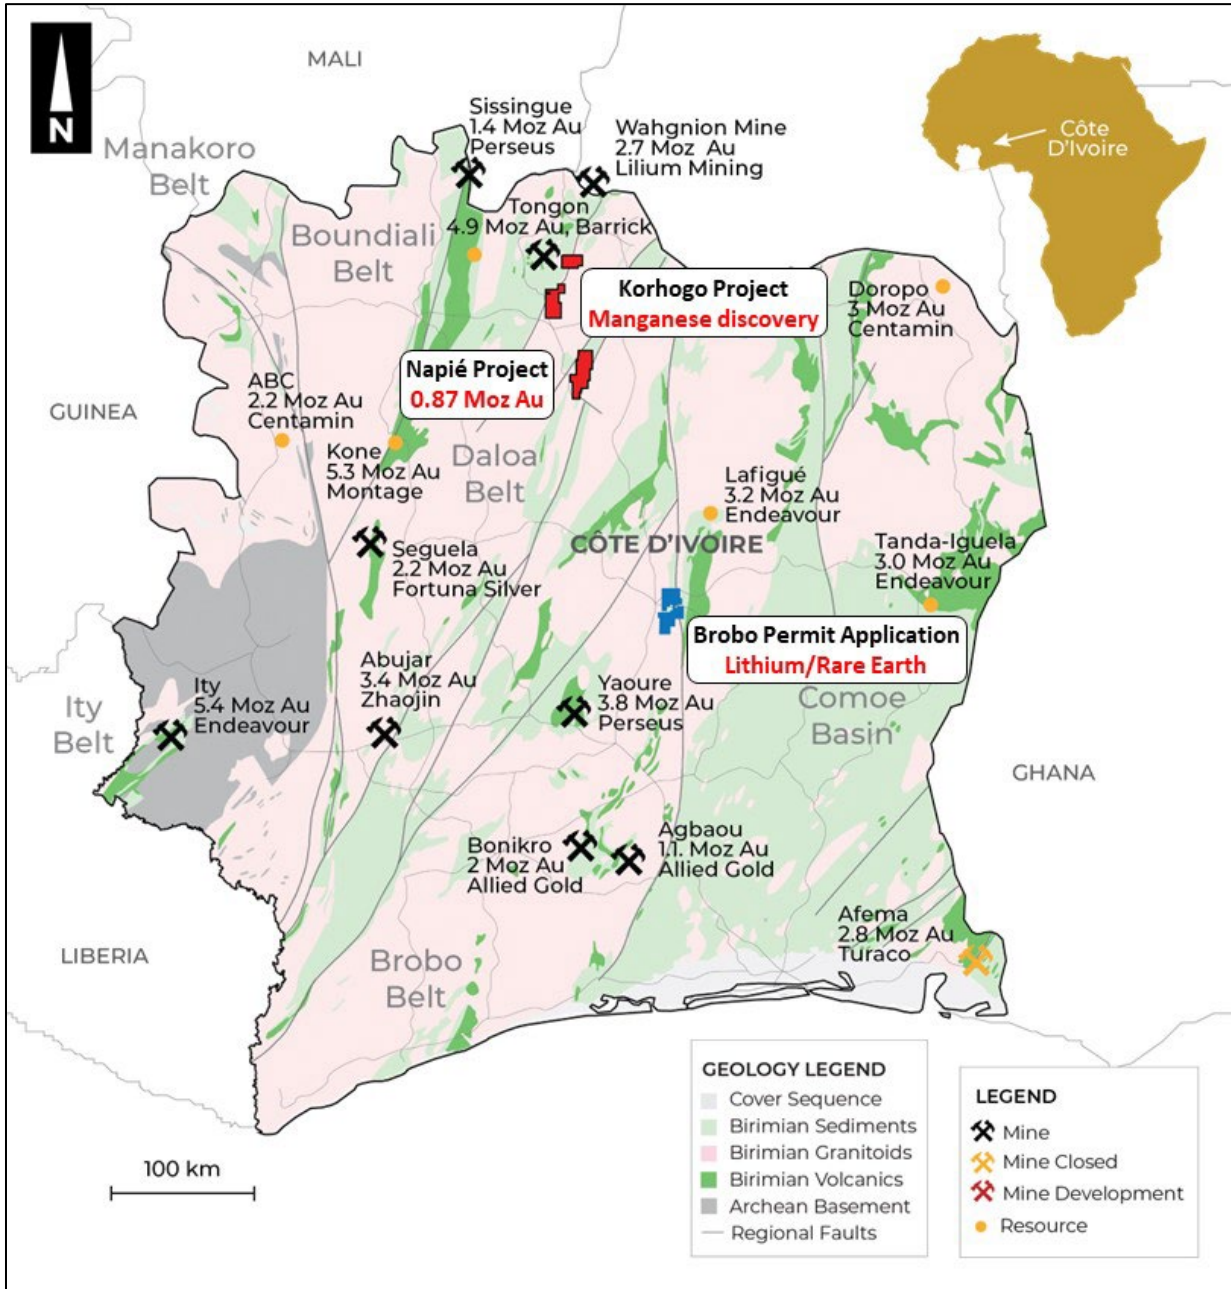 N
MALI
Manakoro
Belt
Sissingue
1.4 Moz Au
Perseus
Wahgnion Mine
2.7 Moz Au
Lilium Mining
Côte
D'Ivoire
Boundiali
Belt
Tongon
4.9 Moz Au, Barrick
Korhogo Project
Manganese discovery
Doropo
3 Moz Au
Centamin
Napié Project
0.87 Moz Au
GUINEA
ABC
2.2 Moz Au
Centamin
Kone
5.3 Moz Au
Montage
Daloa
Belt
Lafigué
3.2 Moz Au
Endeavour
CÔTE D'IVOIRE
Seguela
2.2 Moz Au
Fortuna Silver
Tanda-Iguela
3.0 Moz Au
Endeavour
Brobo Permit Application
Lithium/Rare Earth
Abujar
3.4 Moz Au
Zhaojin
Ity
Belt
Ity
5.4 Moz Au
Endeavour
Yaoure
3.8 Moz Au
Perseus
Comoe
Basin
GHANA
Bonikro
2 Moz Au
Allied Gold
Agbaou
1.1. Moz Au
Allied Gold
Afema
2.8 Moz Au
Turaco
LIBERIA
Brobo
Belt
100 km
GEOLOGY LEGEND
Cover Sequence
Birimian Sediments
Birimian Granitoids
Birimian Volcanics
Archean Basement
Regional Faults
LEGEND
Mine
Mine Closed
Mine Development
Resource